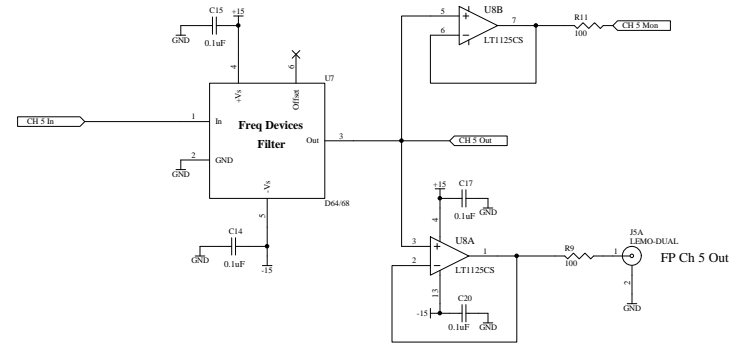 C15
+15
GND
0.1uF
4
6
U7
+Vs
Offset
CH 5 In
1
In
Freq Devices
Filter
Out
3
2
GND
GND
-Vs
D64/68
5
C14
GND
0.1uF
-15
5
U8B
7
6
LT1125CS
R11
100
CH 5 Mon
CH 5 Out
+15
C17
0.1uF
GND
4
3
U8A
1
2
LT1125CS
13
C20
-15
0.1uF
GND
R9
100
J5A
LEMO-DUAL
1
2
GND
FP Ch 5 Out